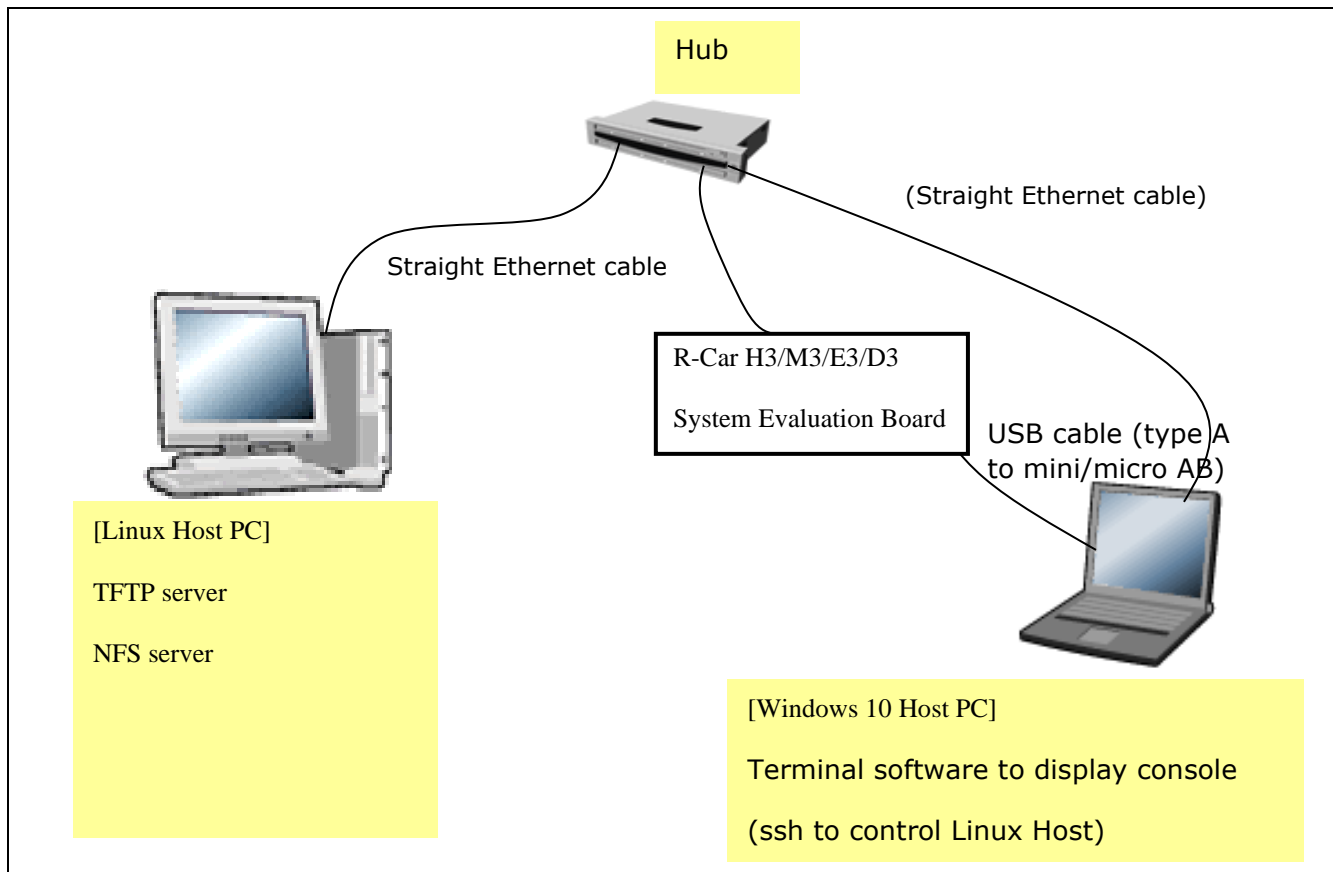 Hub
(Straight Ethernet cable)
Straight Ethernet cable
R-Car H3/M3/E3/D3
System Evaluation Board
USB cable (type A
to mini/micro AB)
[Linux Host PC]
TFTP server
NFS server
[Windows 10 Host PC]
Terminal software to display console
(ssh to control Linux Host)